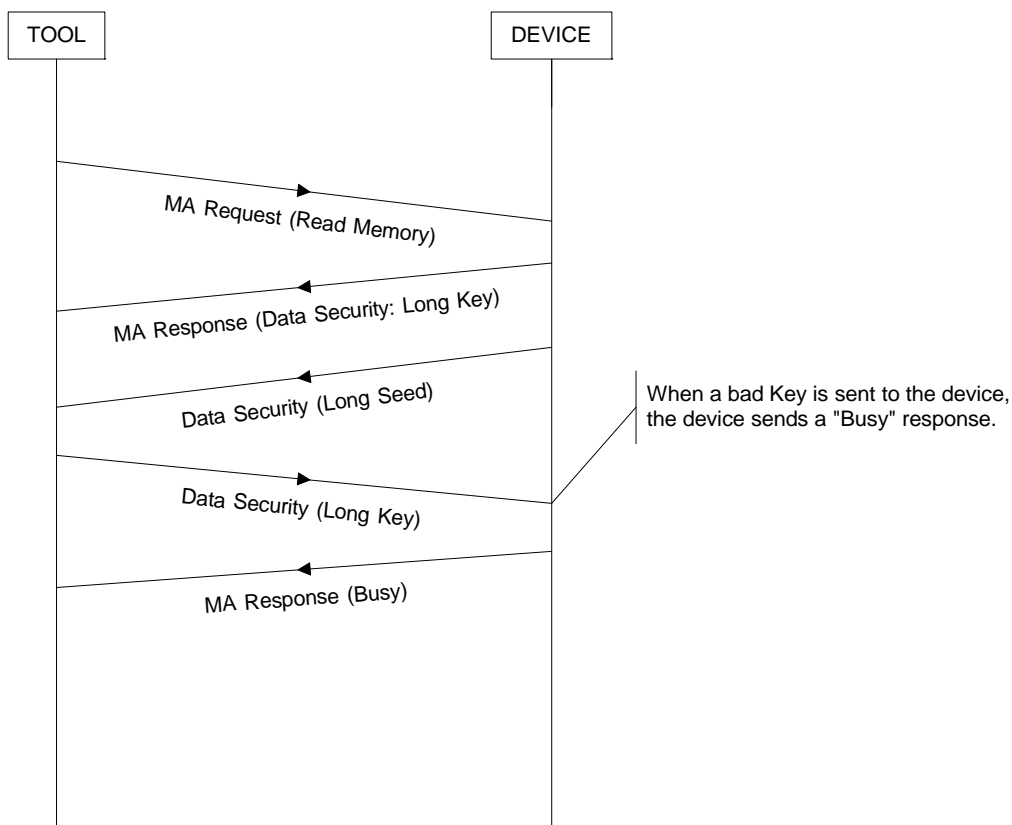 TOOL
DEVICE
MA Request (Read Memory)
MA Response (Data Security: Long Key)
Data Security (Long Seed)
When a bad Key is sent to the device,
the device sends a "Busy" response.
Data Security (Long Key)
MA Response (Busy)